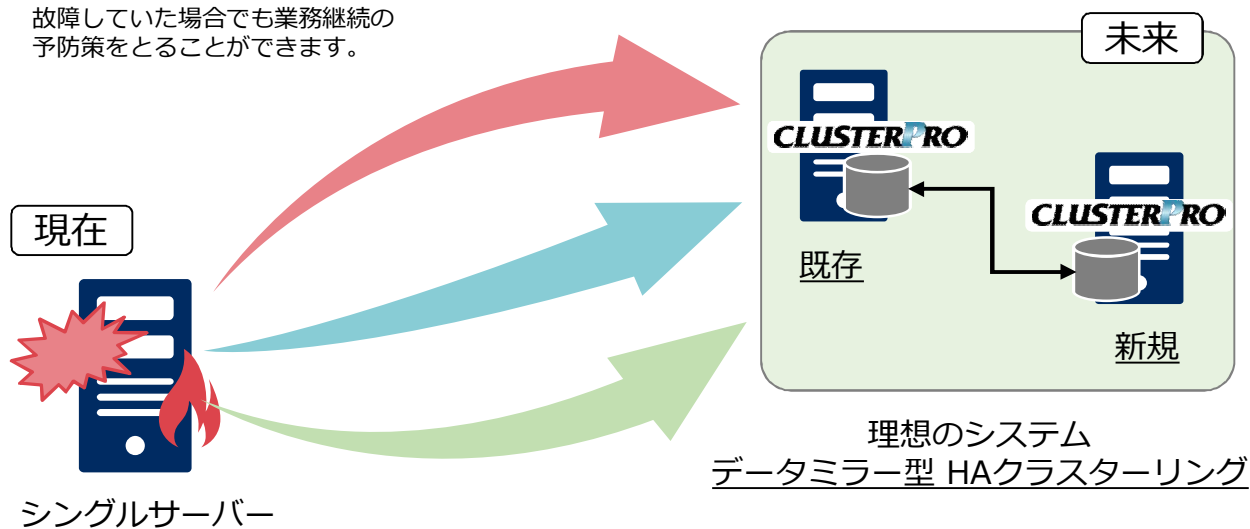 故障していた場合でも業務継続の
予防策をとることができます。
未来
CLUSTERPRO
CLUSTERPRO
現在
既存
新規
理想のシステム
データミラー型 HAクラスターリング
シングルサーバー